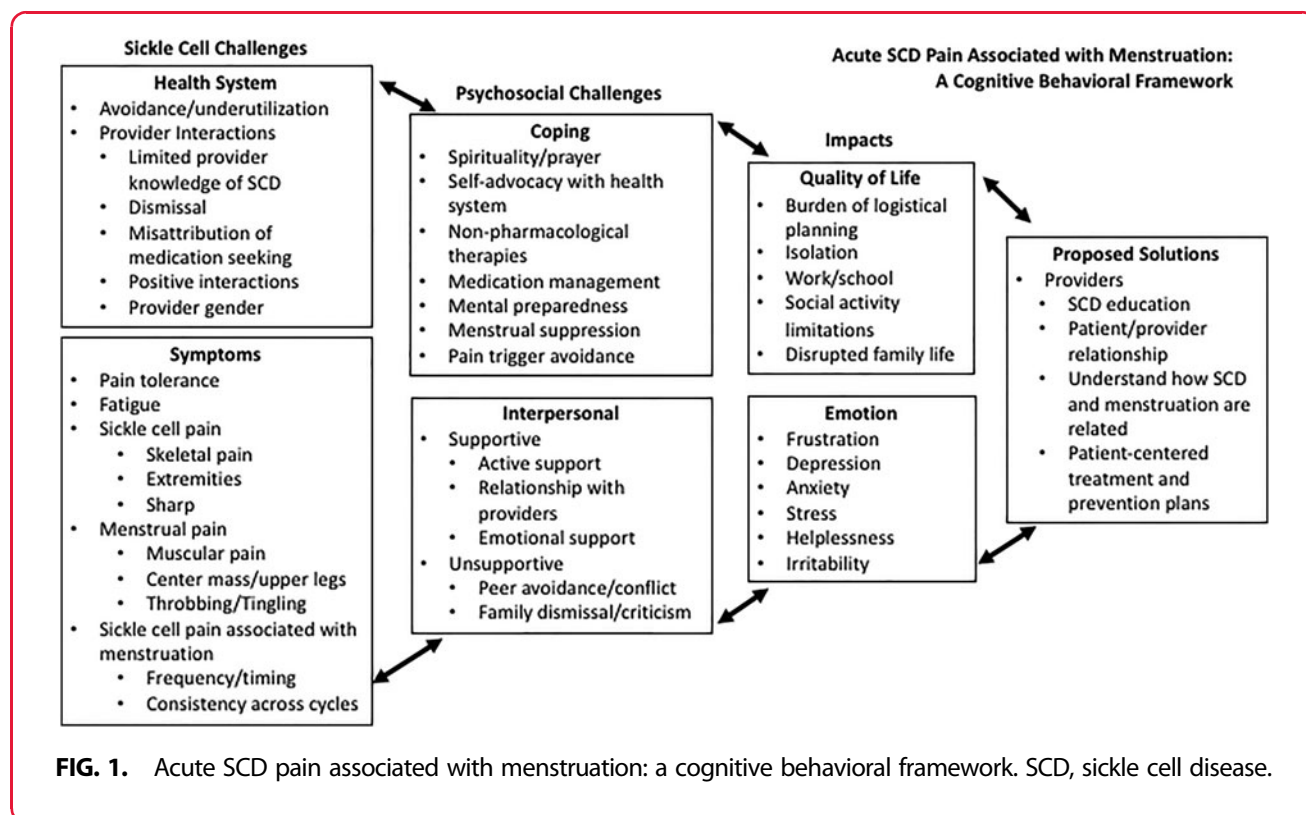 Sickle Cell Challenges
Health System
• Avoidance/underutilization
• Provider Interactions
• Limited provider
knowledge of SCD
• Dismissal
• Misattribution of
medication seeking
• Positive interactions
• Provider gender
Symptoms
• Pain tolerance
• Fatigue
• Sickle cell pain
• Skeletal pain
• Extremities
• Sharp
• Menstrual pain
• Muscular pain
• Center mass/upper legs
• Throbbing/Tingling
• Sickle cell pain associated with
menstruation
• Frequency/timing
• Consistency across cycles
Psychosocial Challenges
Coping
• Spirituality/prayer
• Self-advocacy with health
system
• Non-pharmacological
therapies
• Medication management
• Mental preparedness
• Menstrual suppression
• Pain trigger avoidance
Interpersonal
• Supportive
• Active support
• Relationship with
providers
• Emotional support
• Unsupportive
• Peer avoidance/conflict
• Family dismissal/criticism
Acute SCD Pain Associated with Menstruation:
A Cognitive Behavioral Framework
Impacts
Quality of Life
• Burden of logistical
planning
• Isolation
• Work/school
• Social activity
limitations
• Disrupted family life
Emotion
• Frustration
• Depression
• Anxiety
• Stress
• Helplessness
• Irritability
Proposed Solutions
• Providers
• SCD education
• Patient/provider
relationship
• Understand how SCD
and menstruation are
related
• Patient-centered
treatment and
prevention plans
FIG. 1. Acute SCD pain associated with menstruation: a cognitive behavioral framework. SCD, sickle cell disease.